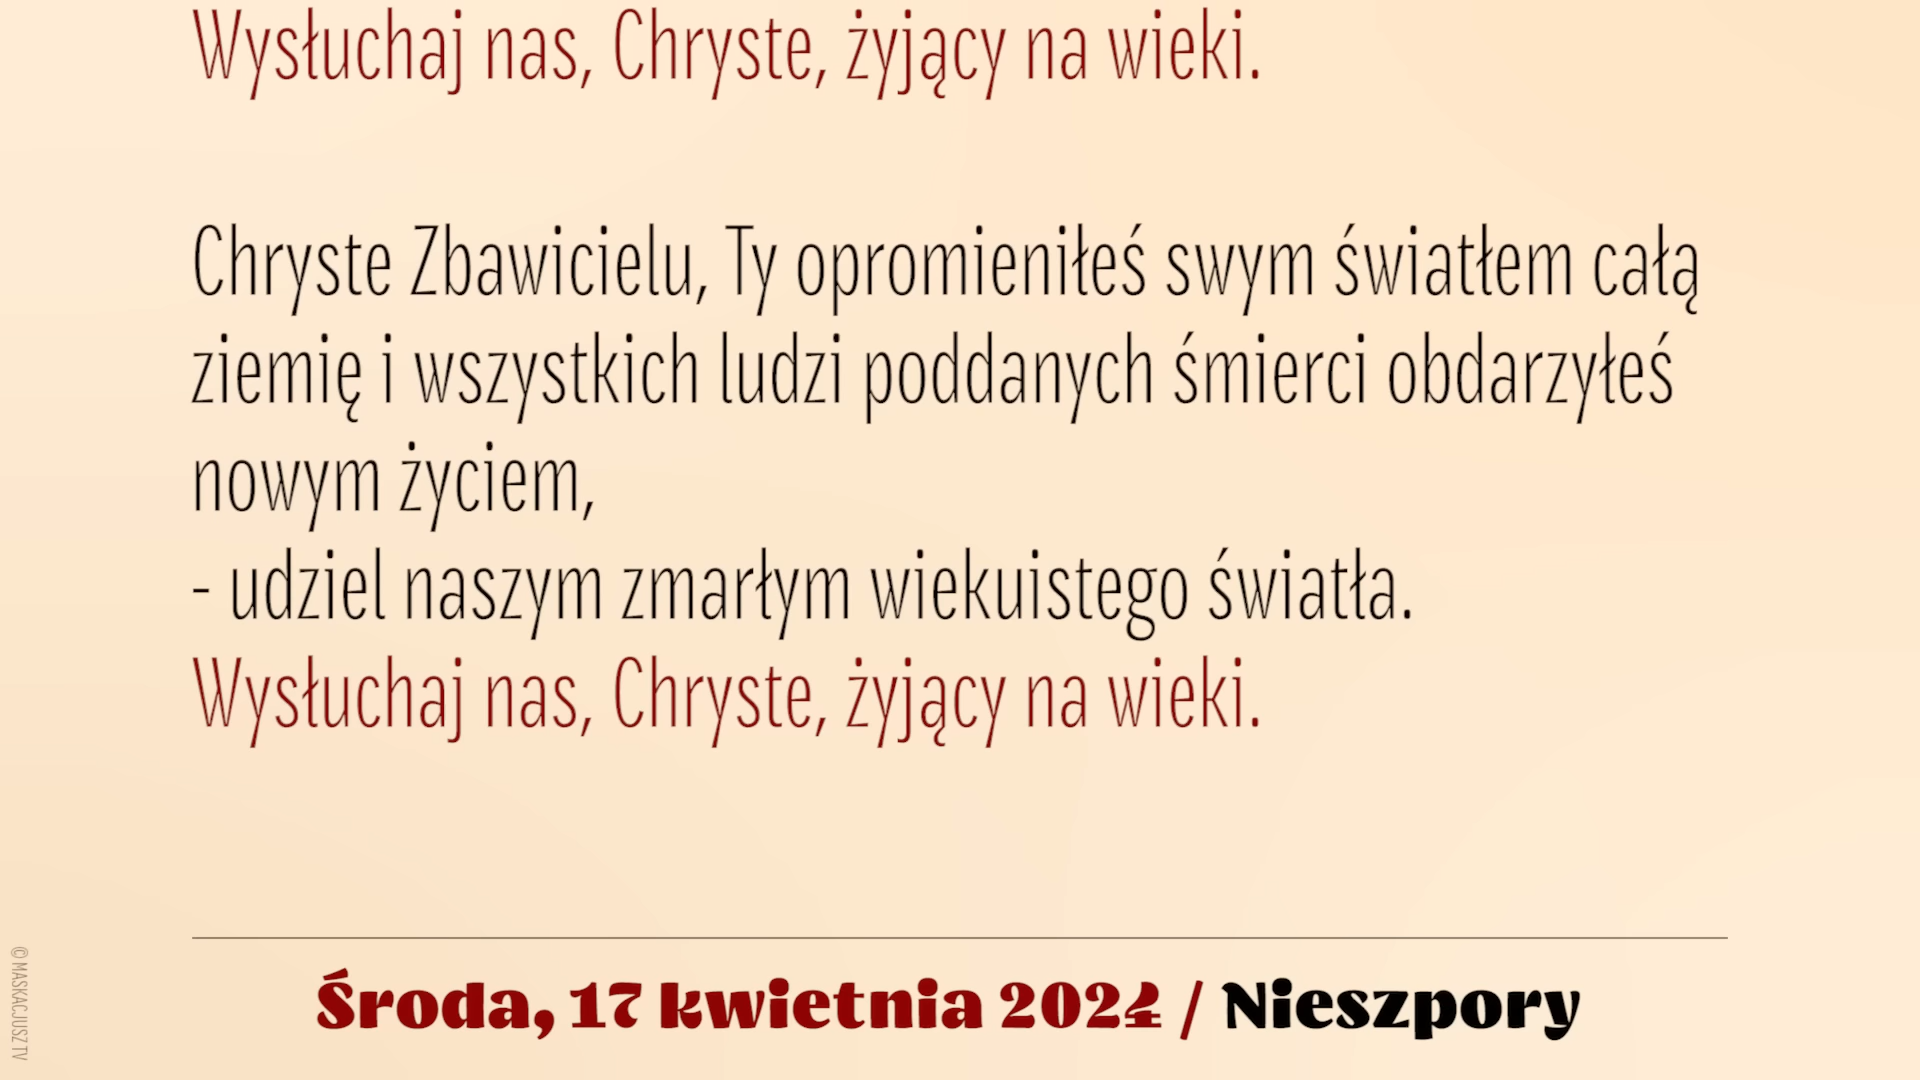 Wysłuchaj nas, Chryste, żyjący na wieki.
Chryste Zbawicielu, Ty opromieniłeś swym światłem całą
ziemię i wszystkich ludzi poddanych śmierci obdarzyłeś
nowym życiem,
- udziel naszym zmarłym wiekuistego światła.
Wysłuchaj nas, Chryste, żyjący na wieki.
Środa, 17 kwietnia 2024 / Nieszpory
© MASKACJUSZ TV